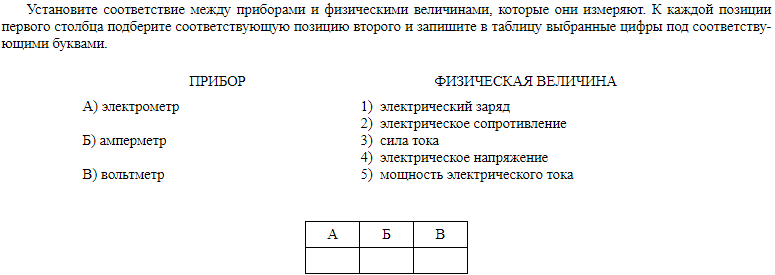 Установите соответствие между приборами и физическими величинами, которые они измеряют. К каждой позиции
первого столбца подберите соответствующую позицию второго и запишите в таблицу выбранные цифры под соответству-
ющими буквами.
ПРИБОР ФИЗИЧЕСКАЯ ВЕЛИЧИНА
А) электрометр 1) электрический заряд
2) электрическое сопротивление
Б) амперметр 3) сила тока
4) электрическое напряжение
В) вольтметр 5) мощность электрического тока
А Б В